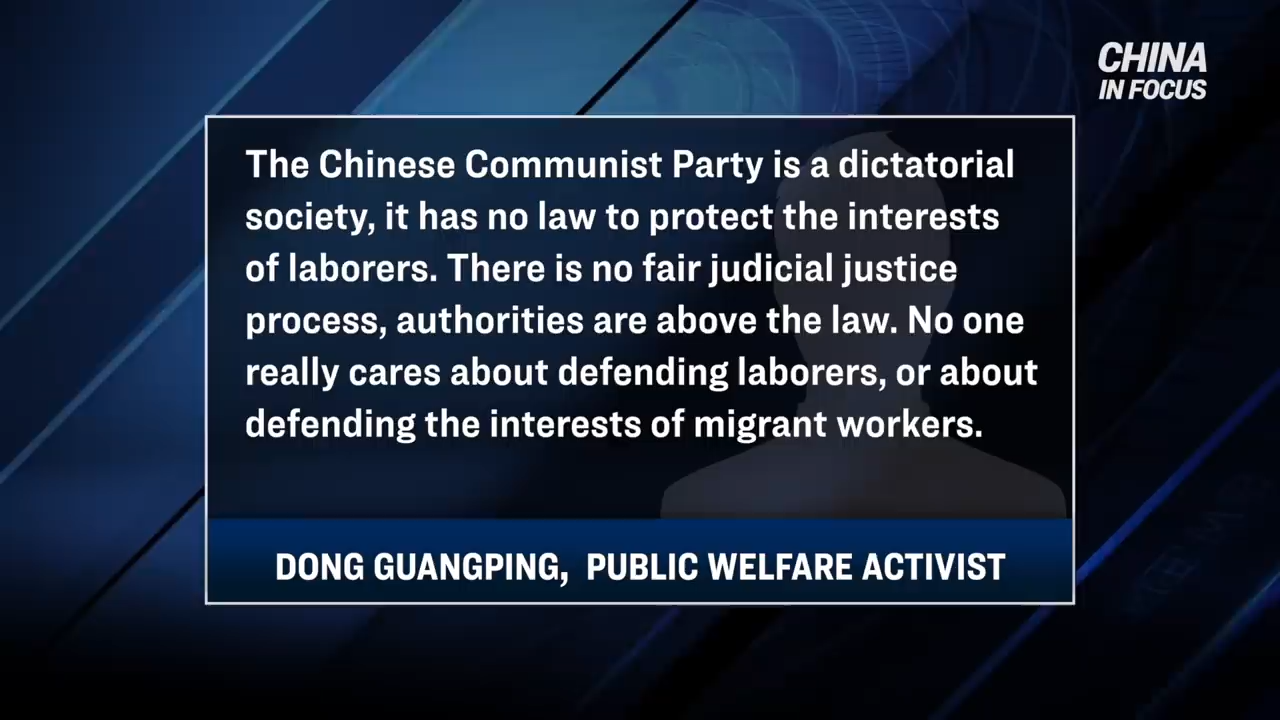 CHINA
IN FOCUS
The Chinese Communist Party is a dictatorial
society, it has no law to protect the interests
of laborers. There is no fair judicial justice
process, authorities are above the law. No one
really cares about defending laborers, or about
defending the interests of migrant workers.
DONG GUANGPING, PUBLIC WELFARE ACTIVIST